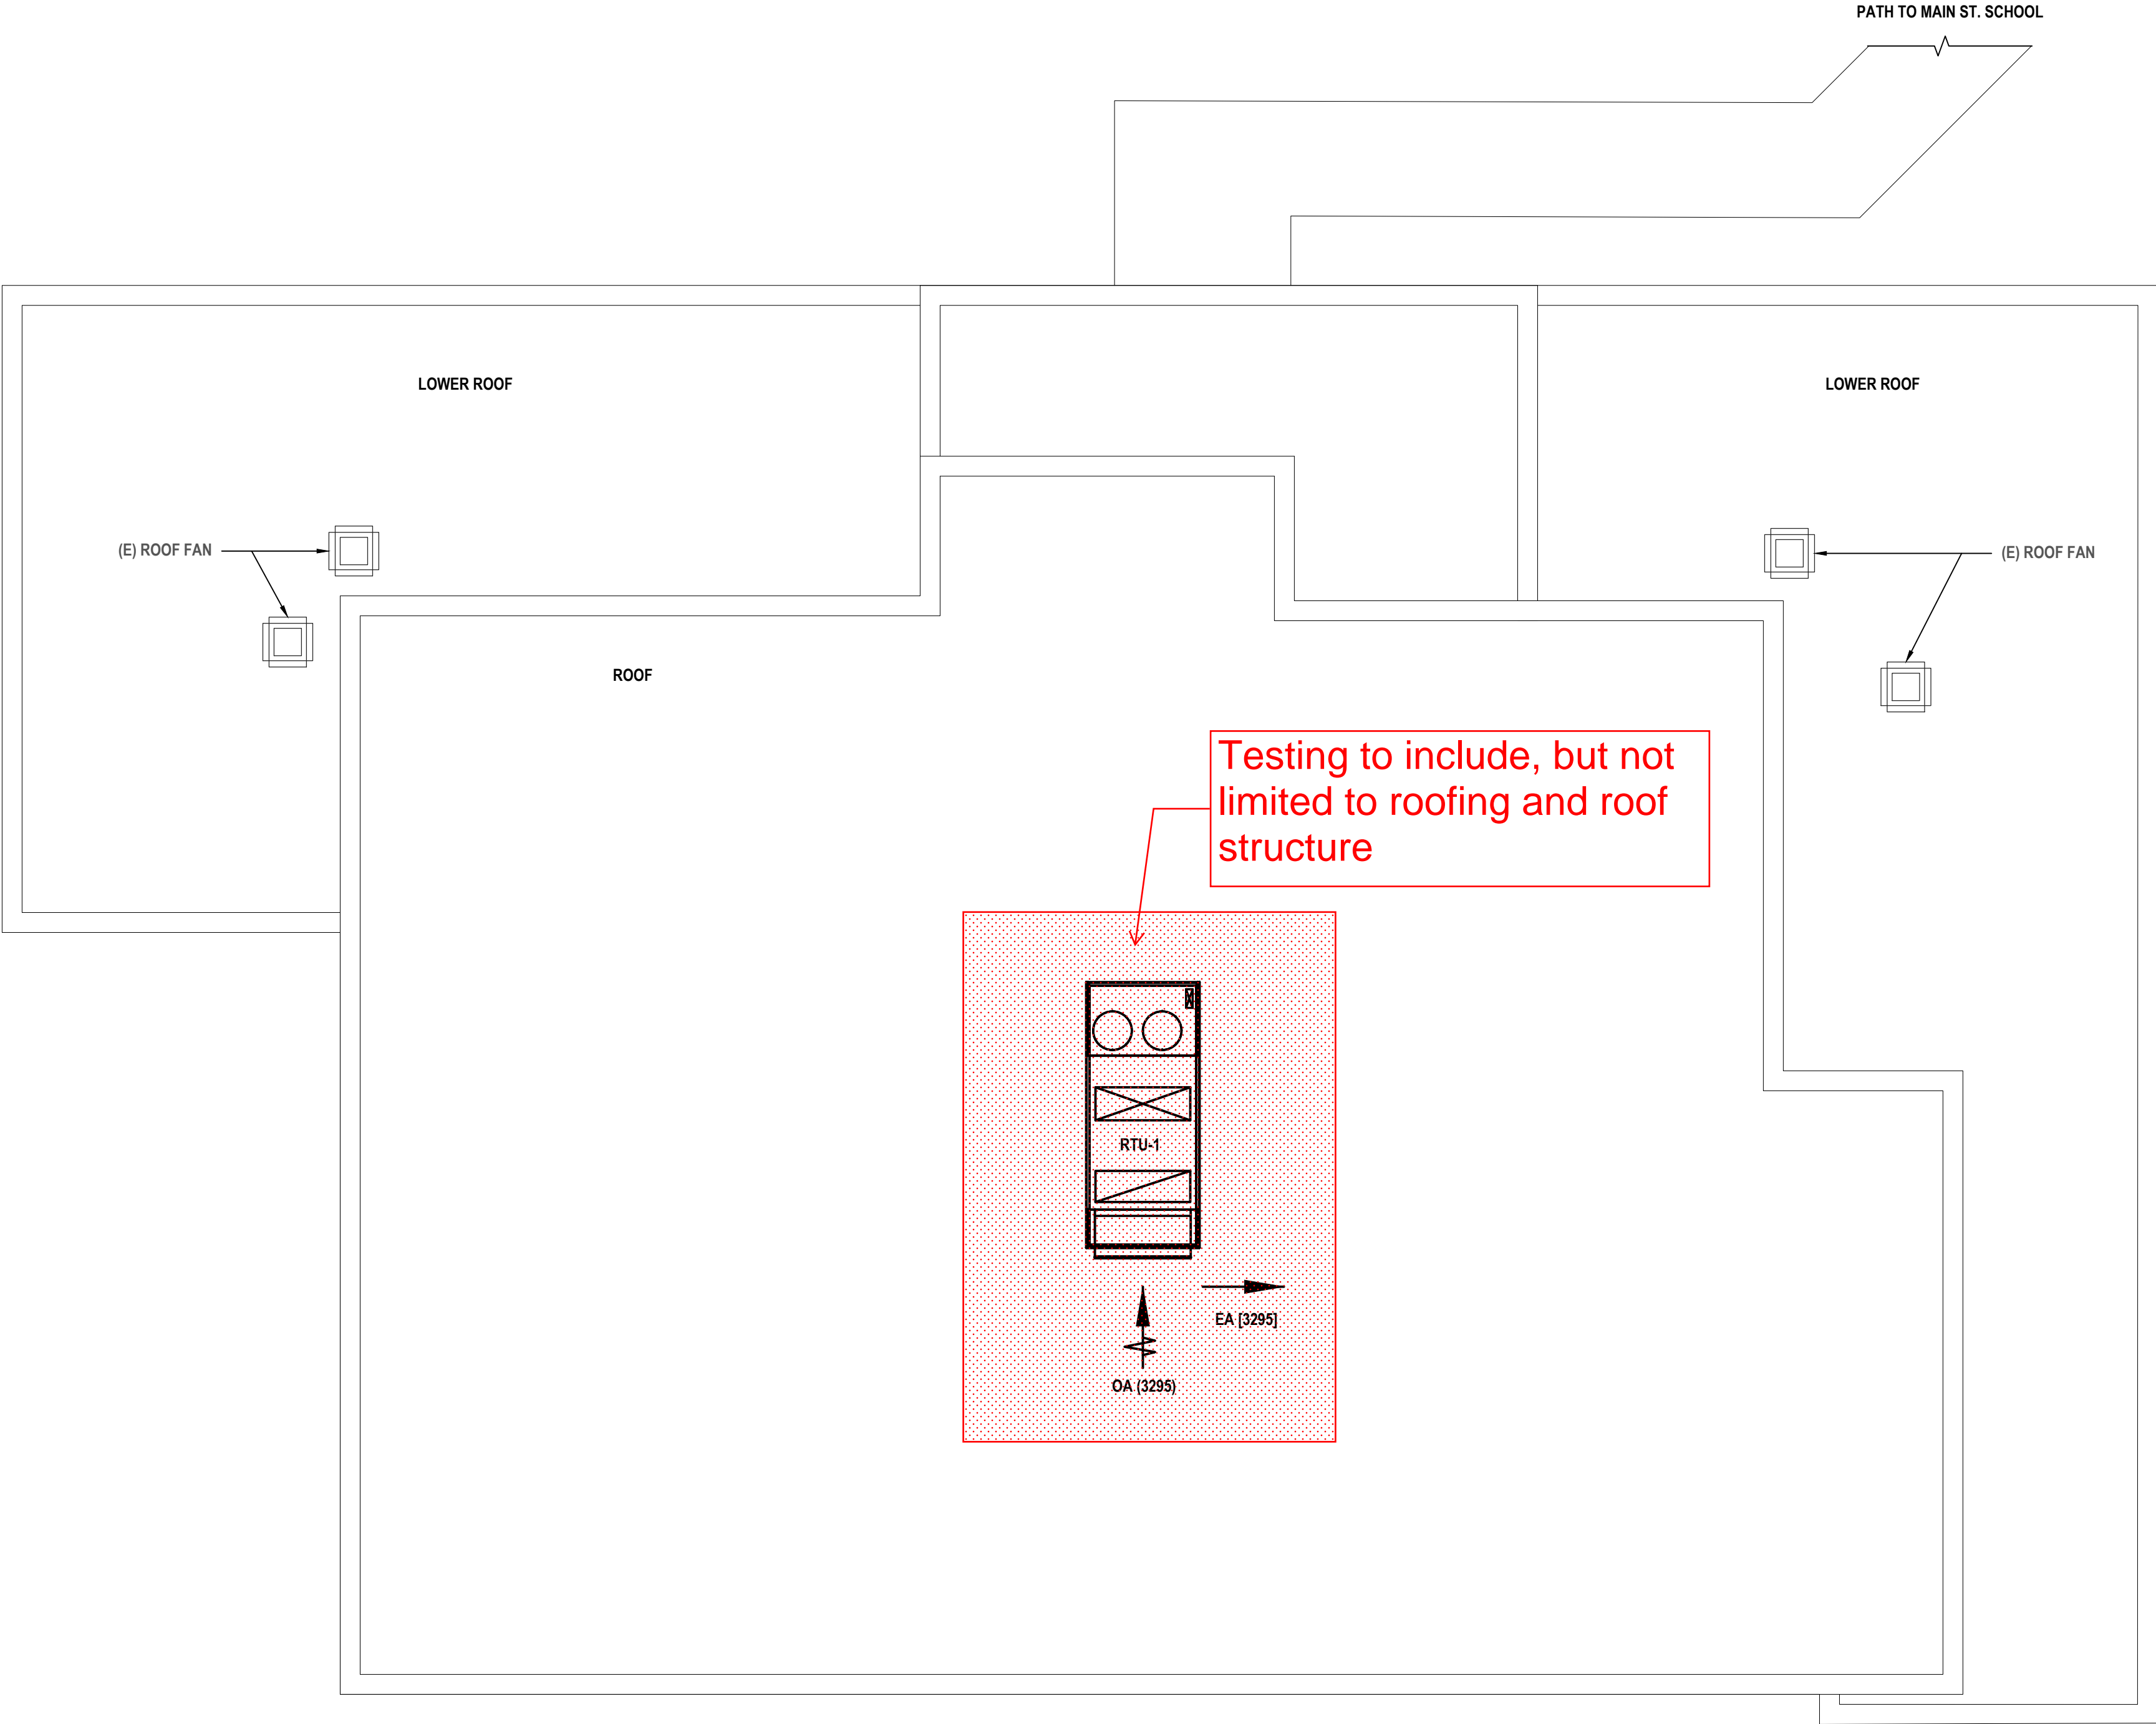 PATH TO MAIN ST. SCHOOL
LOWER ROOF
LOWER ROOF
(E) ROOF FAN
(E) ROOF FAN
ROOF
Testing to include, but not
limited to roofing and roof
structure
RTU-1
EA [3295]
OA (3295)